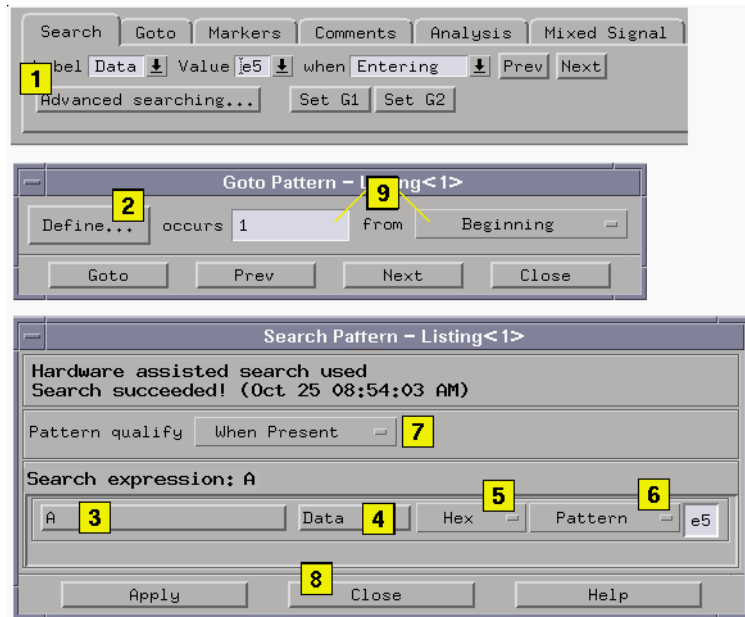 Search Goto Markers Comments Analysis Mixed Signal
Data Value e5 when Entering Prev Next
1
Advanced searching... Set G1 Set G2
Goto Pattern – <1>
9
2
Define... occurs 1 from Beginning
Goto Prev Next Close
Search Pattern – Listing<1>
Hardware assisted search used
Search succeeded! (Oct 25 08:54:03 AM)
Pattern qualify When Present 7
Search expression: A
A 3 Data 4 Hex 5 Pattern 6 e5
8
Apply Close Help